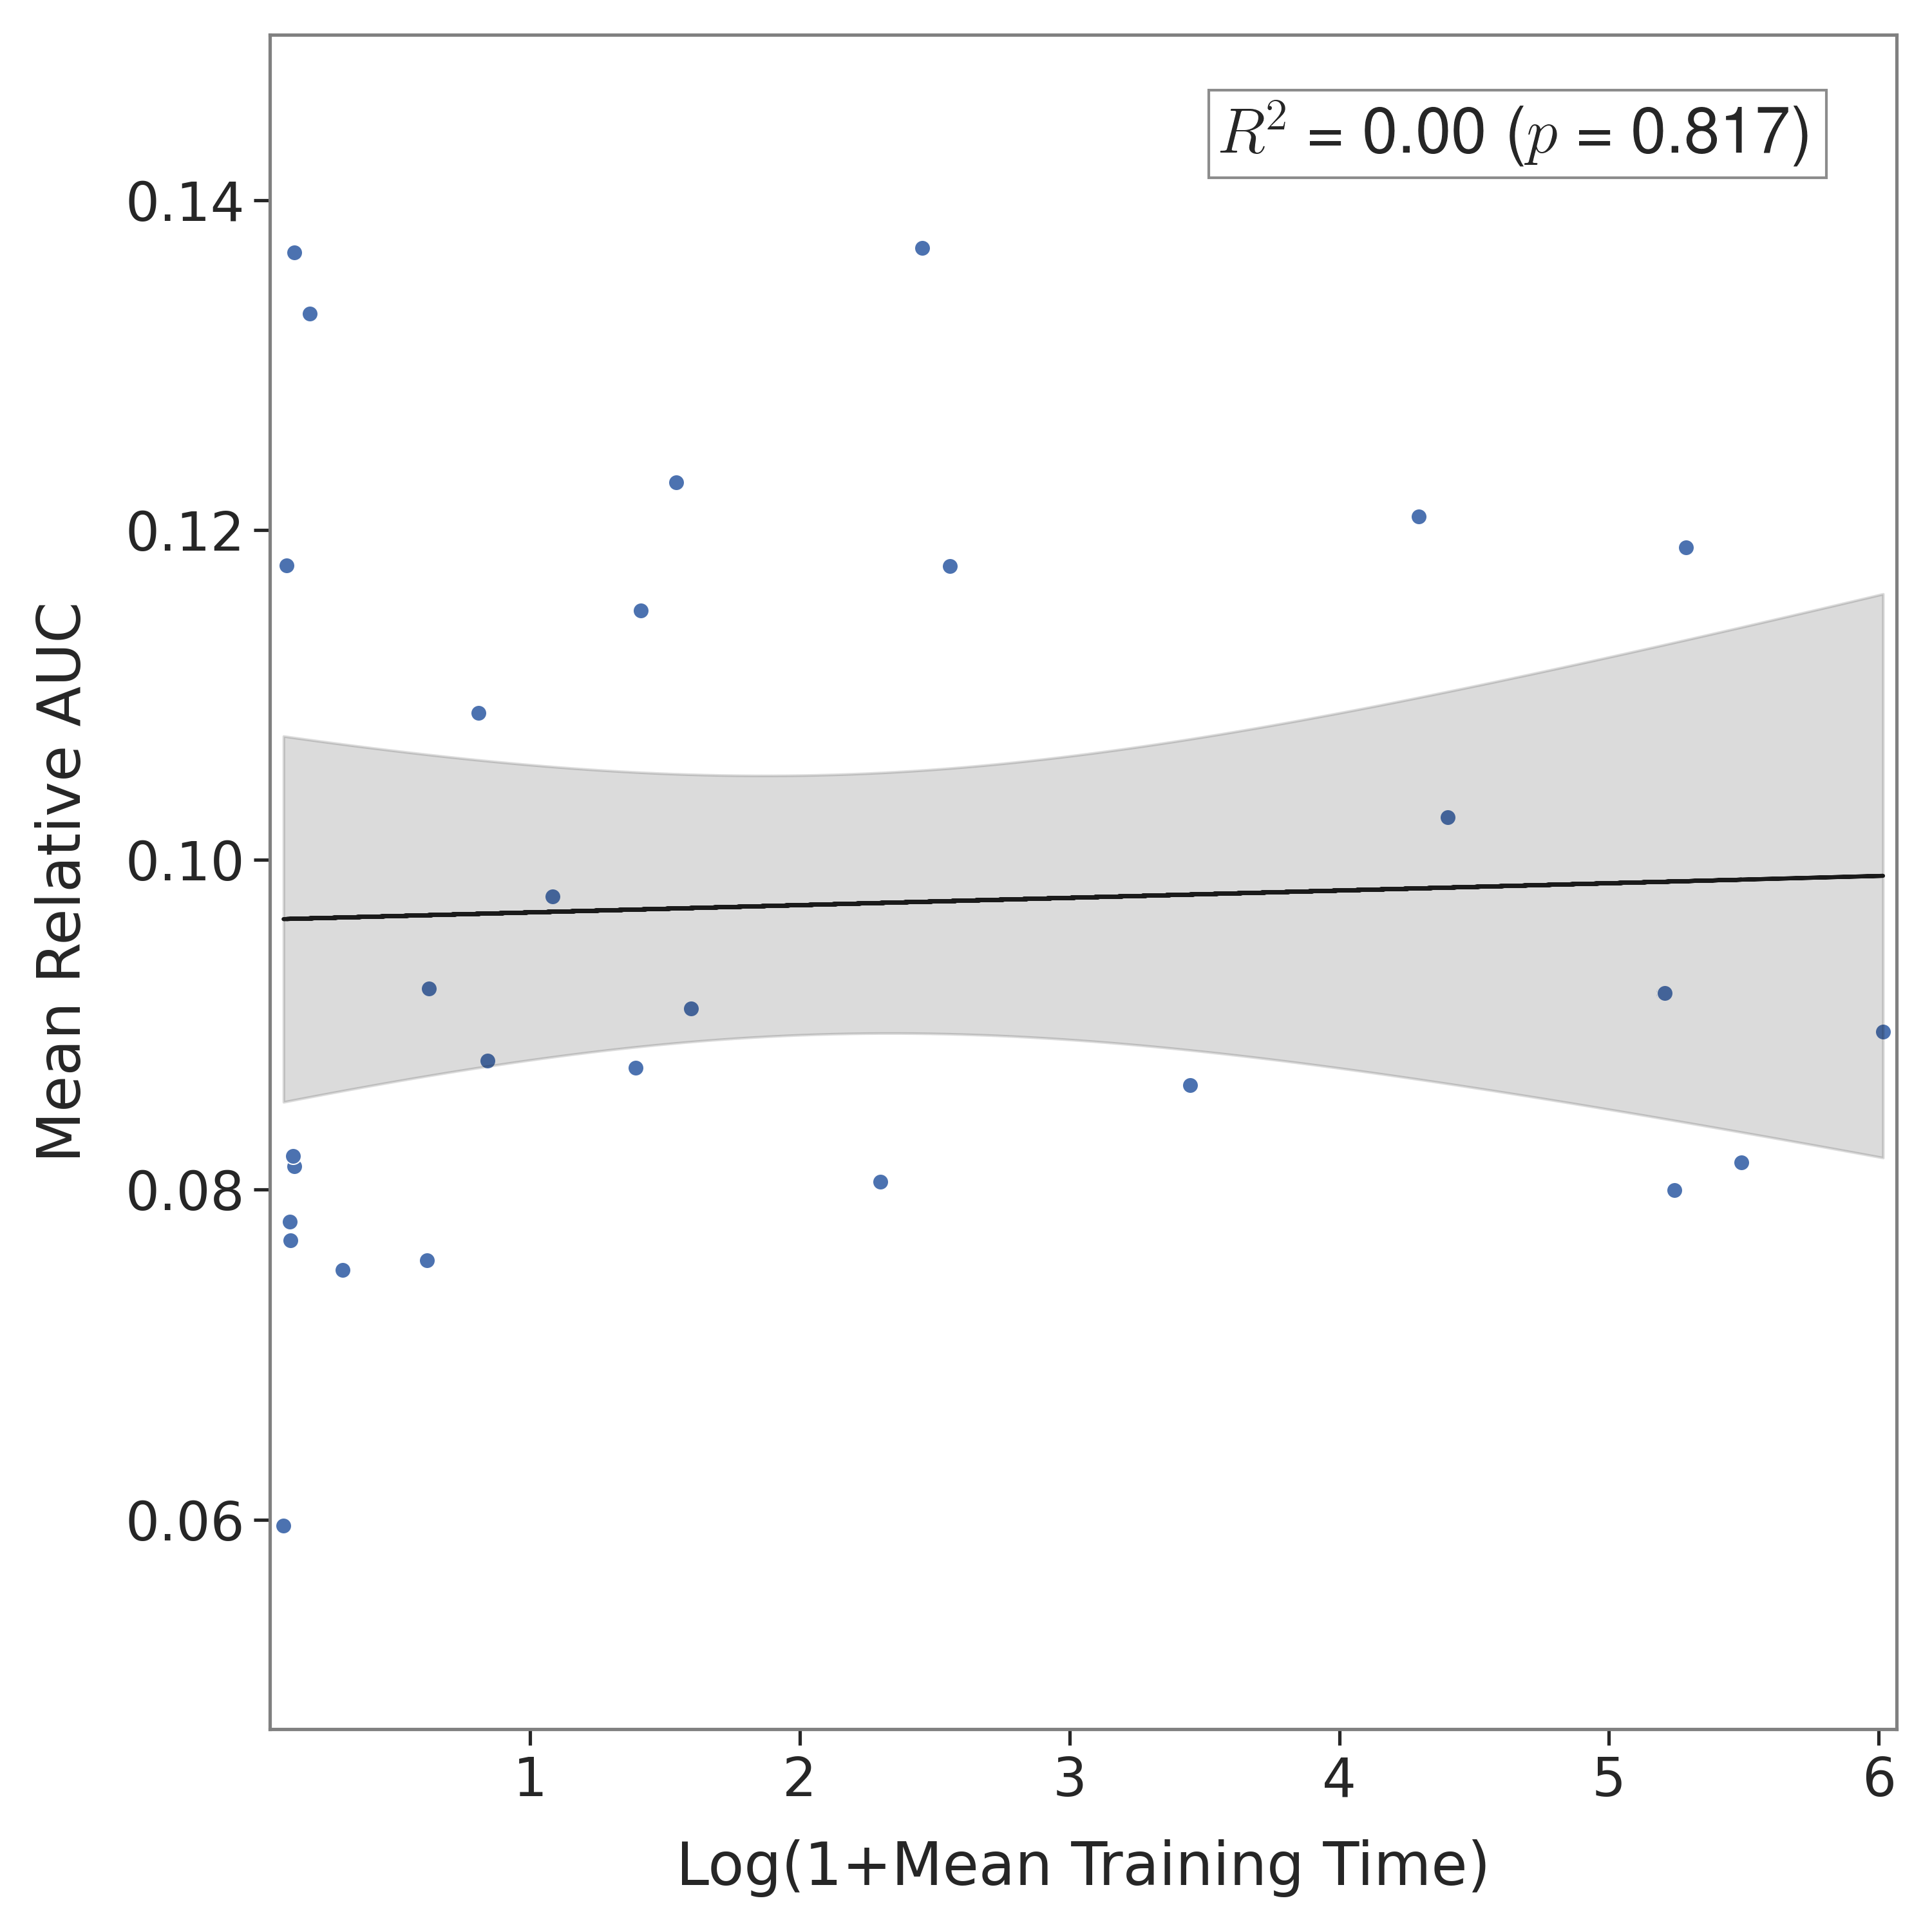 R² = 0.00 (p = 0.817)
0.14
0.12
0.10
0.08
0.06
Mean Relative AUC
1 2 3 4 5 6
Log(1+Mean Training Time)